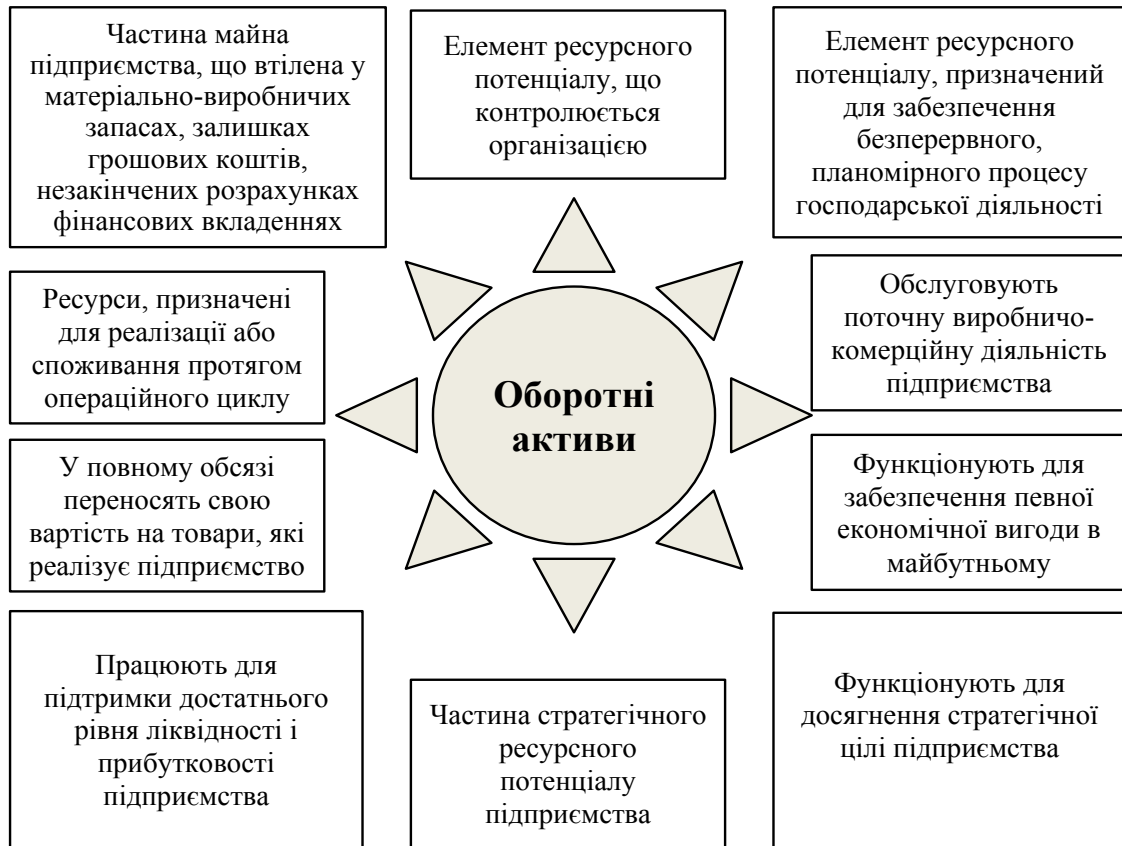 Частина майна
підприємства, що втілена у
матеріально-виробничих
запасах, залишках
грошових коштів,
незакінчених розрахунках
фінансових вкладеннях
Елемент ресурсного
потенціалу, що
контролюється
організацією
Елемент ресурсного
потенціалу, призначений
для забезпечення
безперервного,
планомірного процесу
господарської діяльності
Ресурси, призначені
для реалізації або
споживання протягом
операційного циклу
Обслуговують
поточну виробничо-
комерційну діяльність
підприємства
Оборотні
активи
У повному обсязі
переносять свою
вартість на товари, які
реалізує підприємство
Функціонують для
забезпечення певної
економічної вигоди в
майбутньому
Працюють для
підтримки достатнього
рівня ліквідності і
прибутковості
підприємства
Частина стратегічного
ресурсного
потенціалу
підприємства
Функціонують для
досягнення стратегічної
цілі підприємства